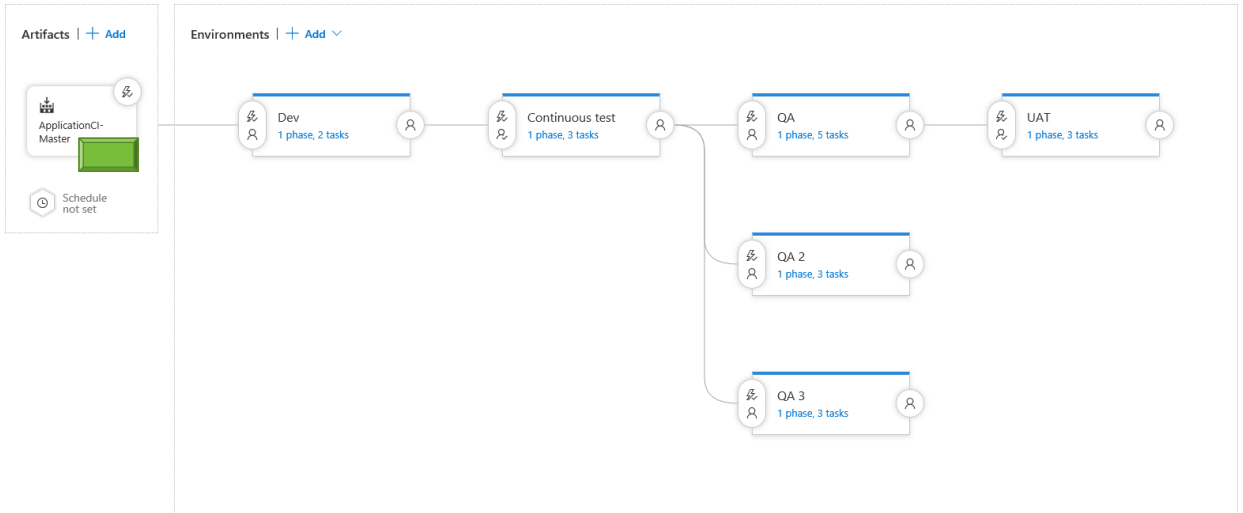 Artifacts | + Add
Environments | + Add
ApplicationCI-
Master
Schedule
not set
Dev
1 phase, 2 tasks
Continuous test
1 phase, 3 tasks
QA
1 phase, 5 tasks
UAT
1 phase, 3 tasks
QA 2
1 phase, 3 tasks
QA 3
1 phase, 3 tasks